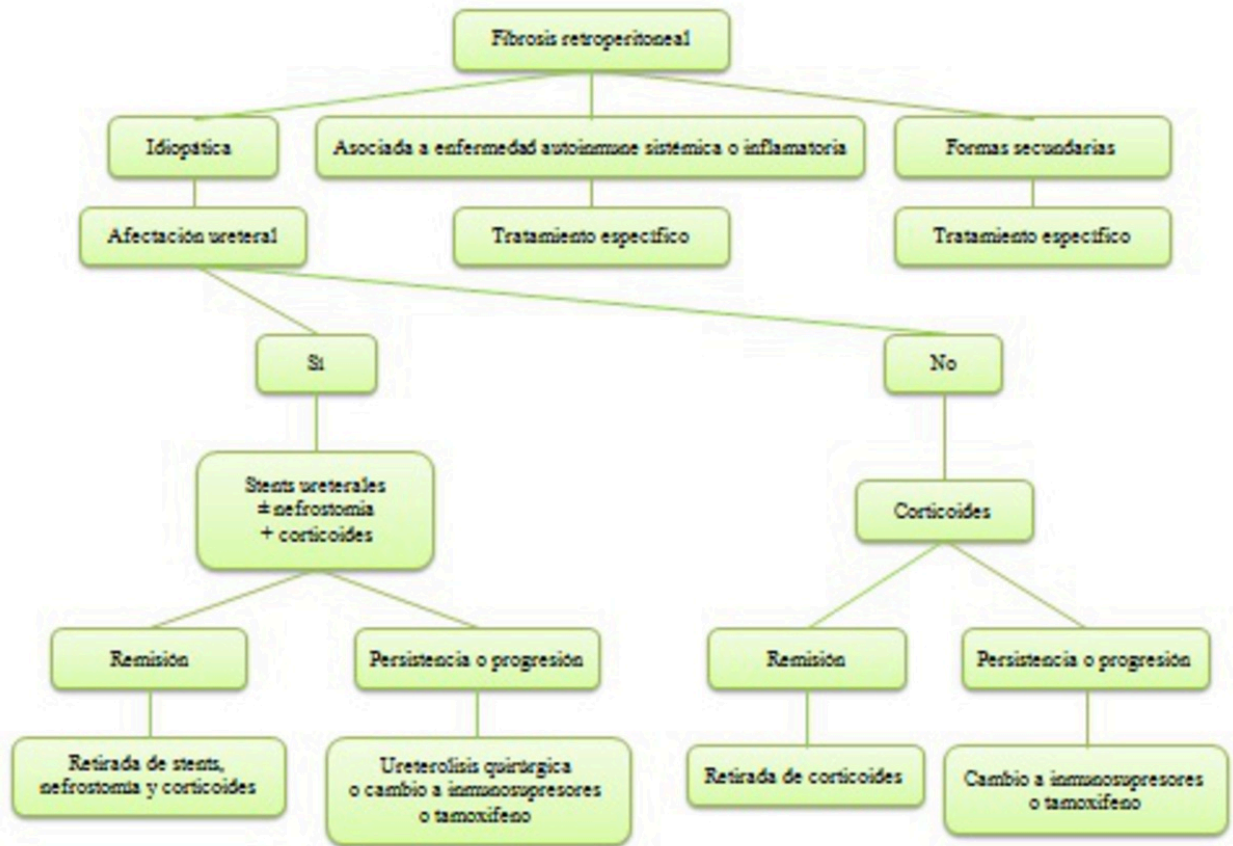 Fibrosis retroperitoneal
Idiopática
Asociada a enfermedad autoinmune sistémica o inflamatoria
Formas secundarias
Afectación ureteral
Tratamiento específico
Tratamiento específico
Sí
No
Stents ureterales
± nefrostomía
+ corticoides
Corticoides
Remisión
Persistencia o progresión
Remisión
Persistencia o progresión
Retirada de stents,
nefrostomía y corticoides
Ureterolisis quirúrgica
o cambio a inmunosupresores
o tamoxifeno
Retirada de corticoides
Cambio a inmunosupresores
o tamoxifeno